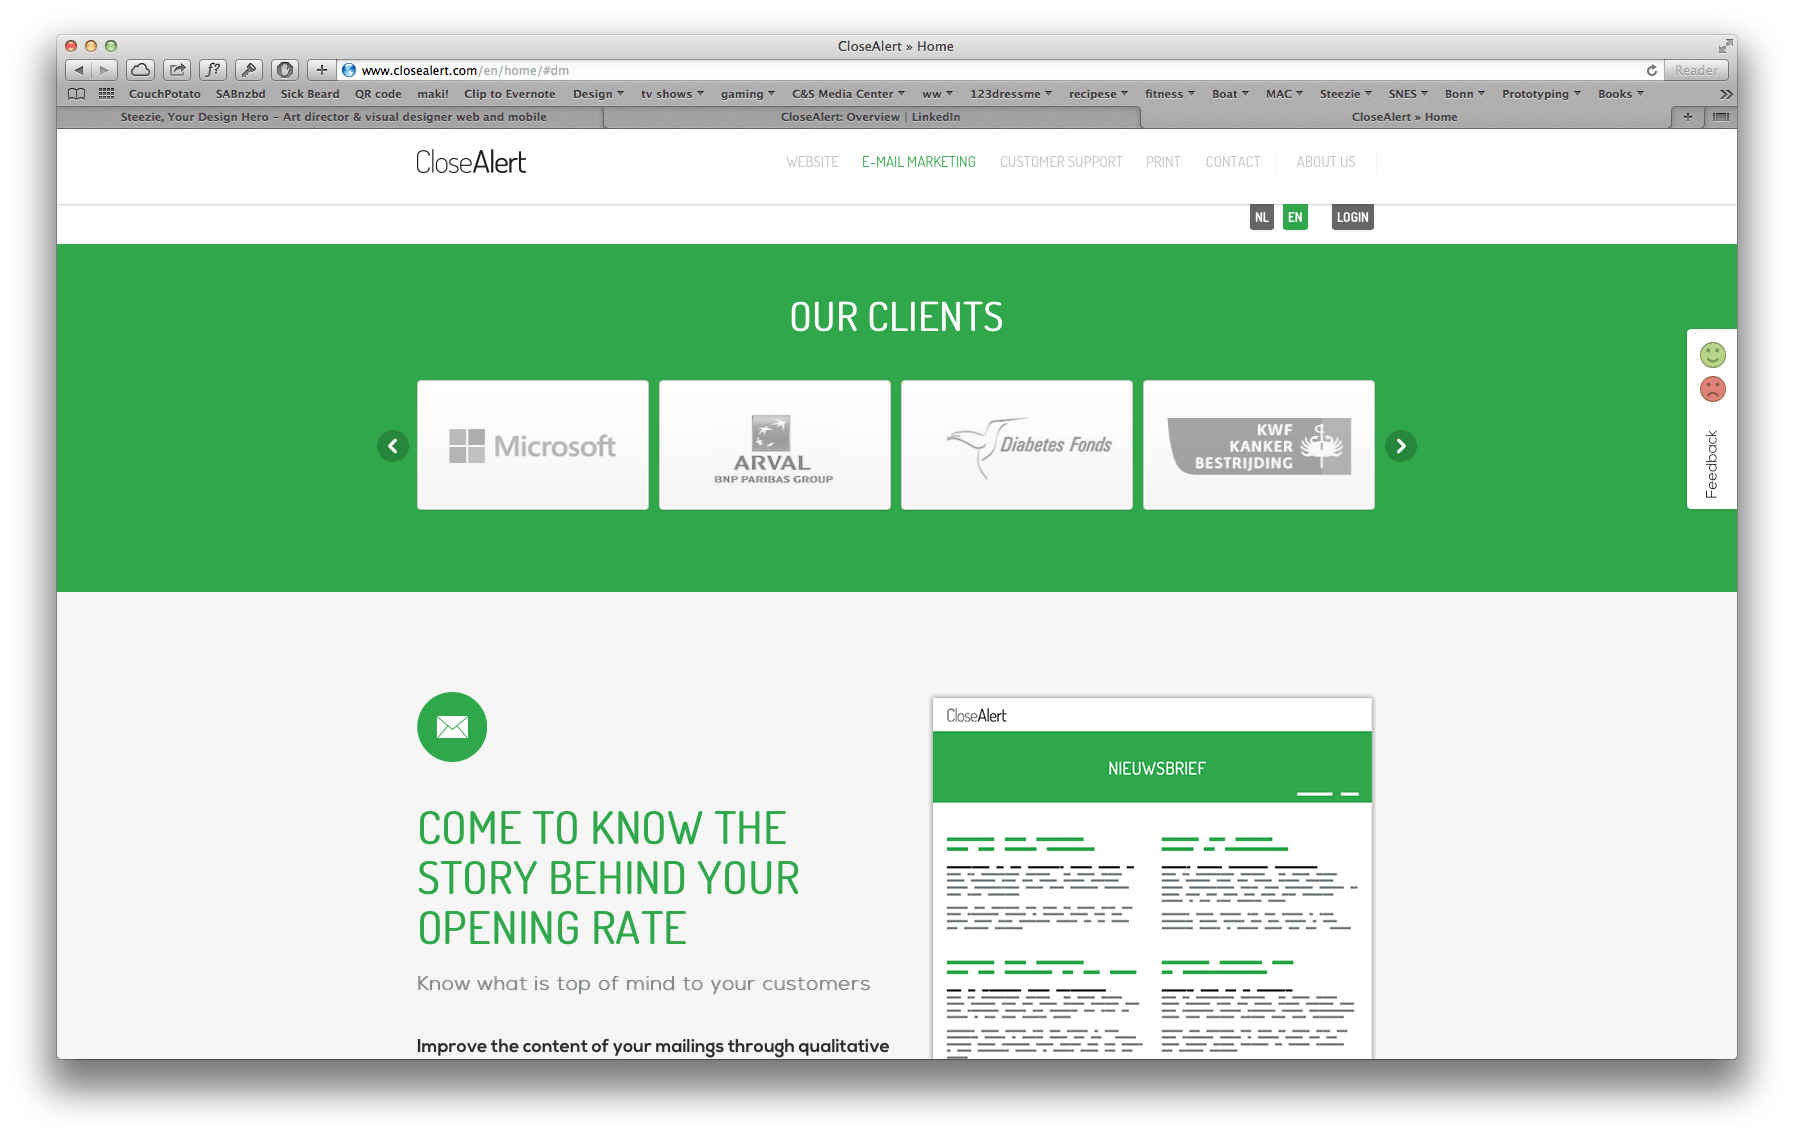 CloseAlert » Home
www.closealert.com/en/home/#dm
Reader
CouchPotato SABnzbd Sick Beard QR code maki! Clip to Evernote Design tv shows gaming C&S Media Center ww 123dressme recipese fitness Boat MAC Steezie SNES Bonn Prototyping Books
Steezie, Your Design Hero – Art director & visual designer web and mobile
CloseAlert: Overview | LinkedIn
CloseAlert » Home
CloseAlert
WEBSITE E-MAIL MARKETING CUSTOMER SUPPORT PRINT CONTACT ABOUT US
NL EN LOGIN
OUR CLIENTS
Microsoft
ARVAL
BNP PARIBAS GROUP
Diabetes Fonds
KWF
KANKER
BESTRIJDING
Feedback
COME TO KNOW THE
STORY BEHIND YOUR
OPENING RATE
Know what is top of mind to your customers
Improve the content of your mailings through qualitative
CloseAlert
NIEUWSBRIEF